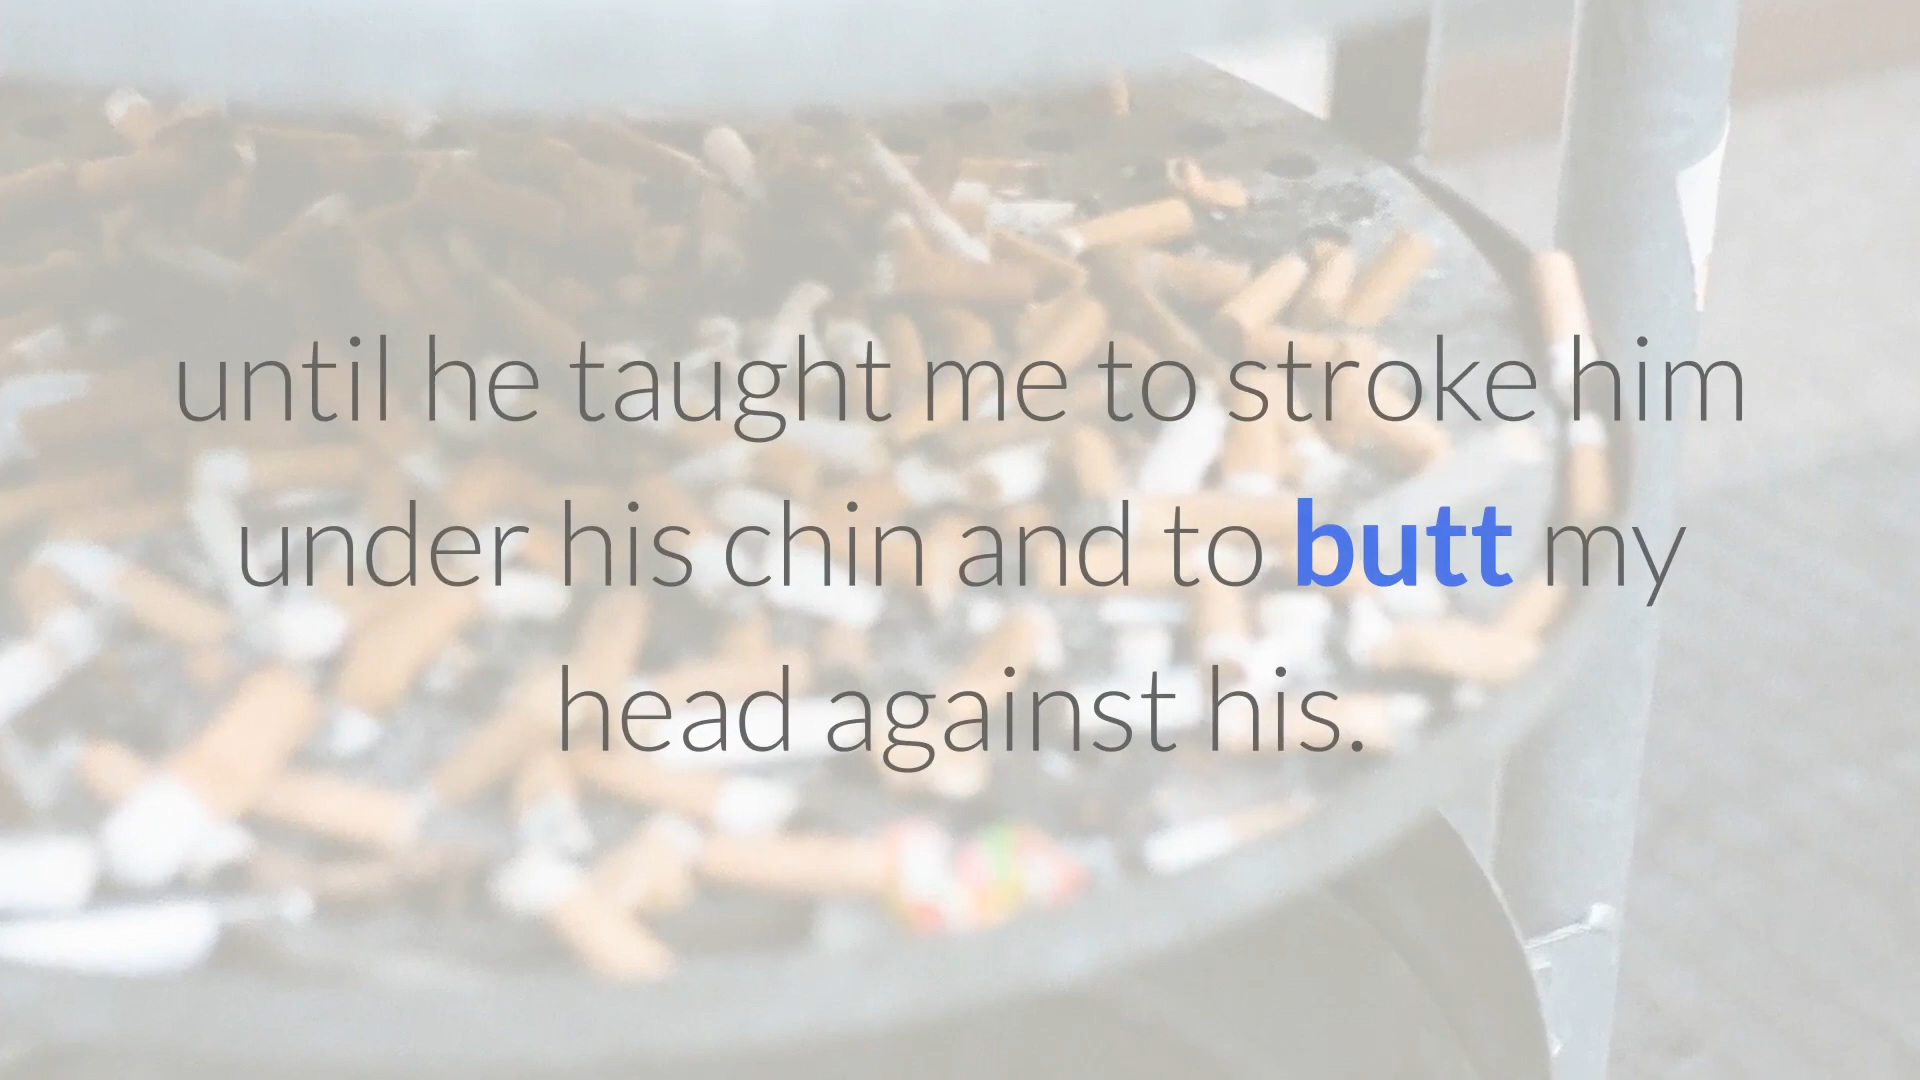 until he taught me to stroke him
under his chin and to butt my
head against his.